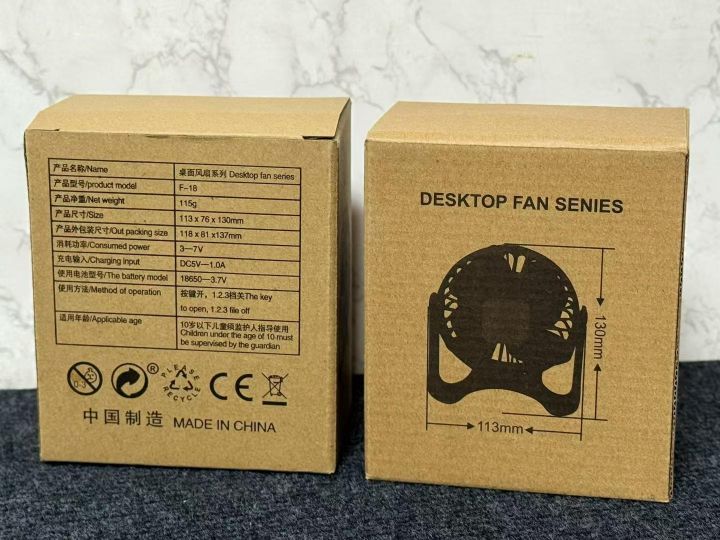 产品名称/Name 桌面风扇系列 Desktop fan series
产品型号/product model F-18
产品净重/Net weight 115g
产品尺寸/Size 113 x 76 x 130mm
产品外包装尺寸/Out packing size 118 x 81 x137mm
消耗功率/Consumed power 3—7V
充电输入/Charging input DC5V—1.0A
使用电池型号/The battery model 18650—3.7V
使用方法/Method of operation 按键开，1.2.3档关The key
to open, 1.2.3 file off
适用年龄/Applicable age 10岁以下儿童须监护人指导使用
Children under the age of 10 must
be supervised by the guardian
0-3
®
PLEASE
RECYCLE
CE
中国制造 MADE IN CHINA
DESKTOP FAN SENIES
130mm
113mm